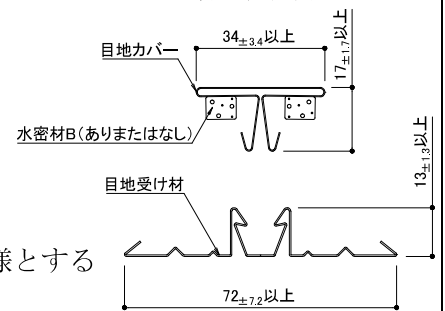 34±3.4以上
目地カバー
17±1.7以上
水密材B(ありまたはなし)
目地受け材
13±1.3以上
様とする
72±7.2以上